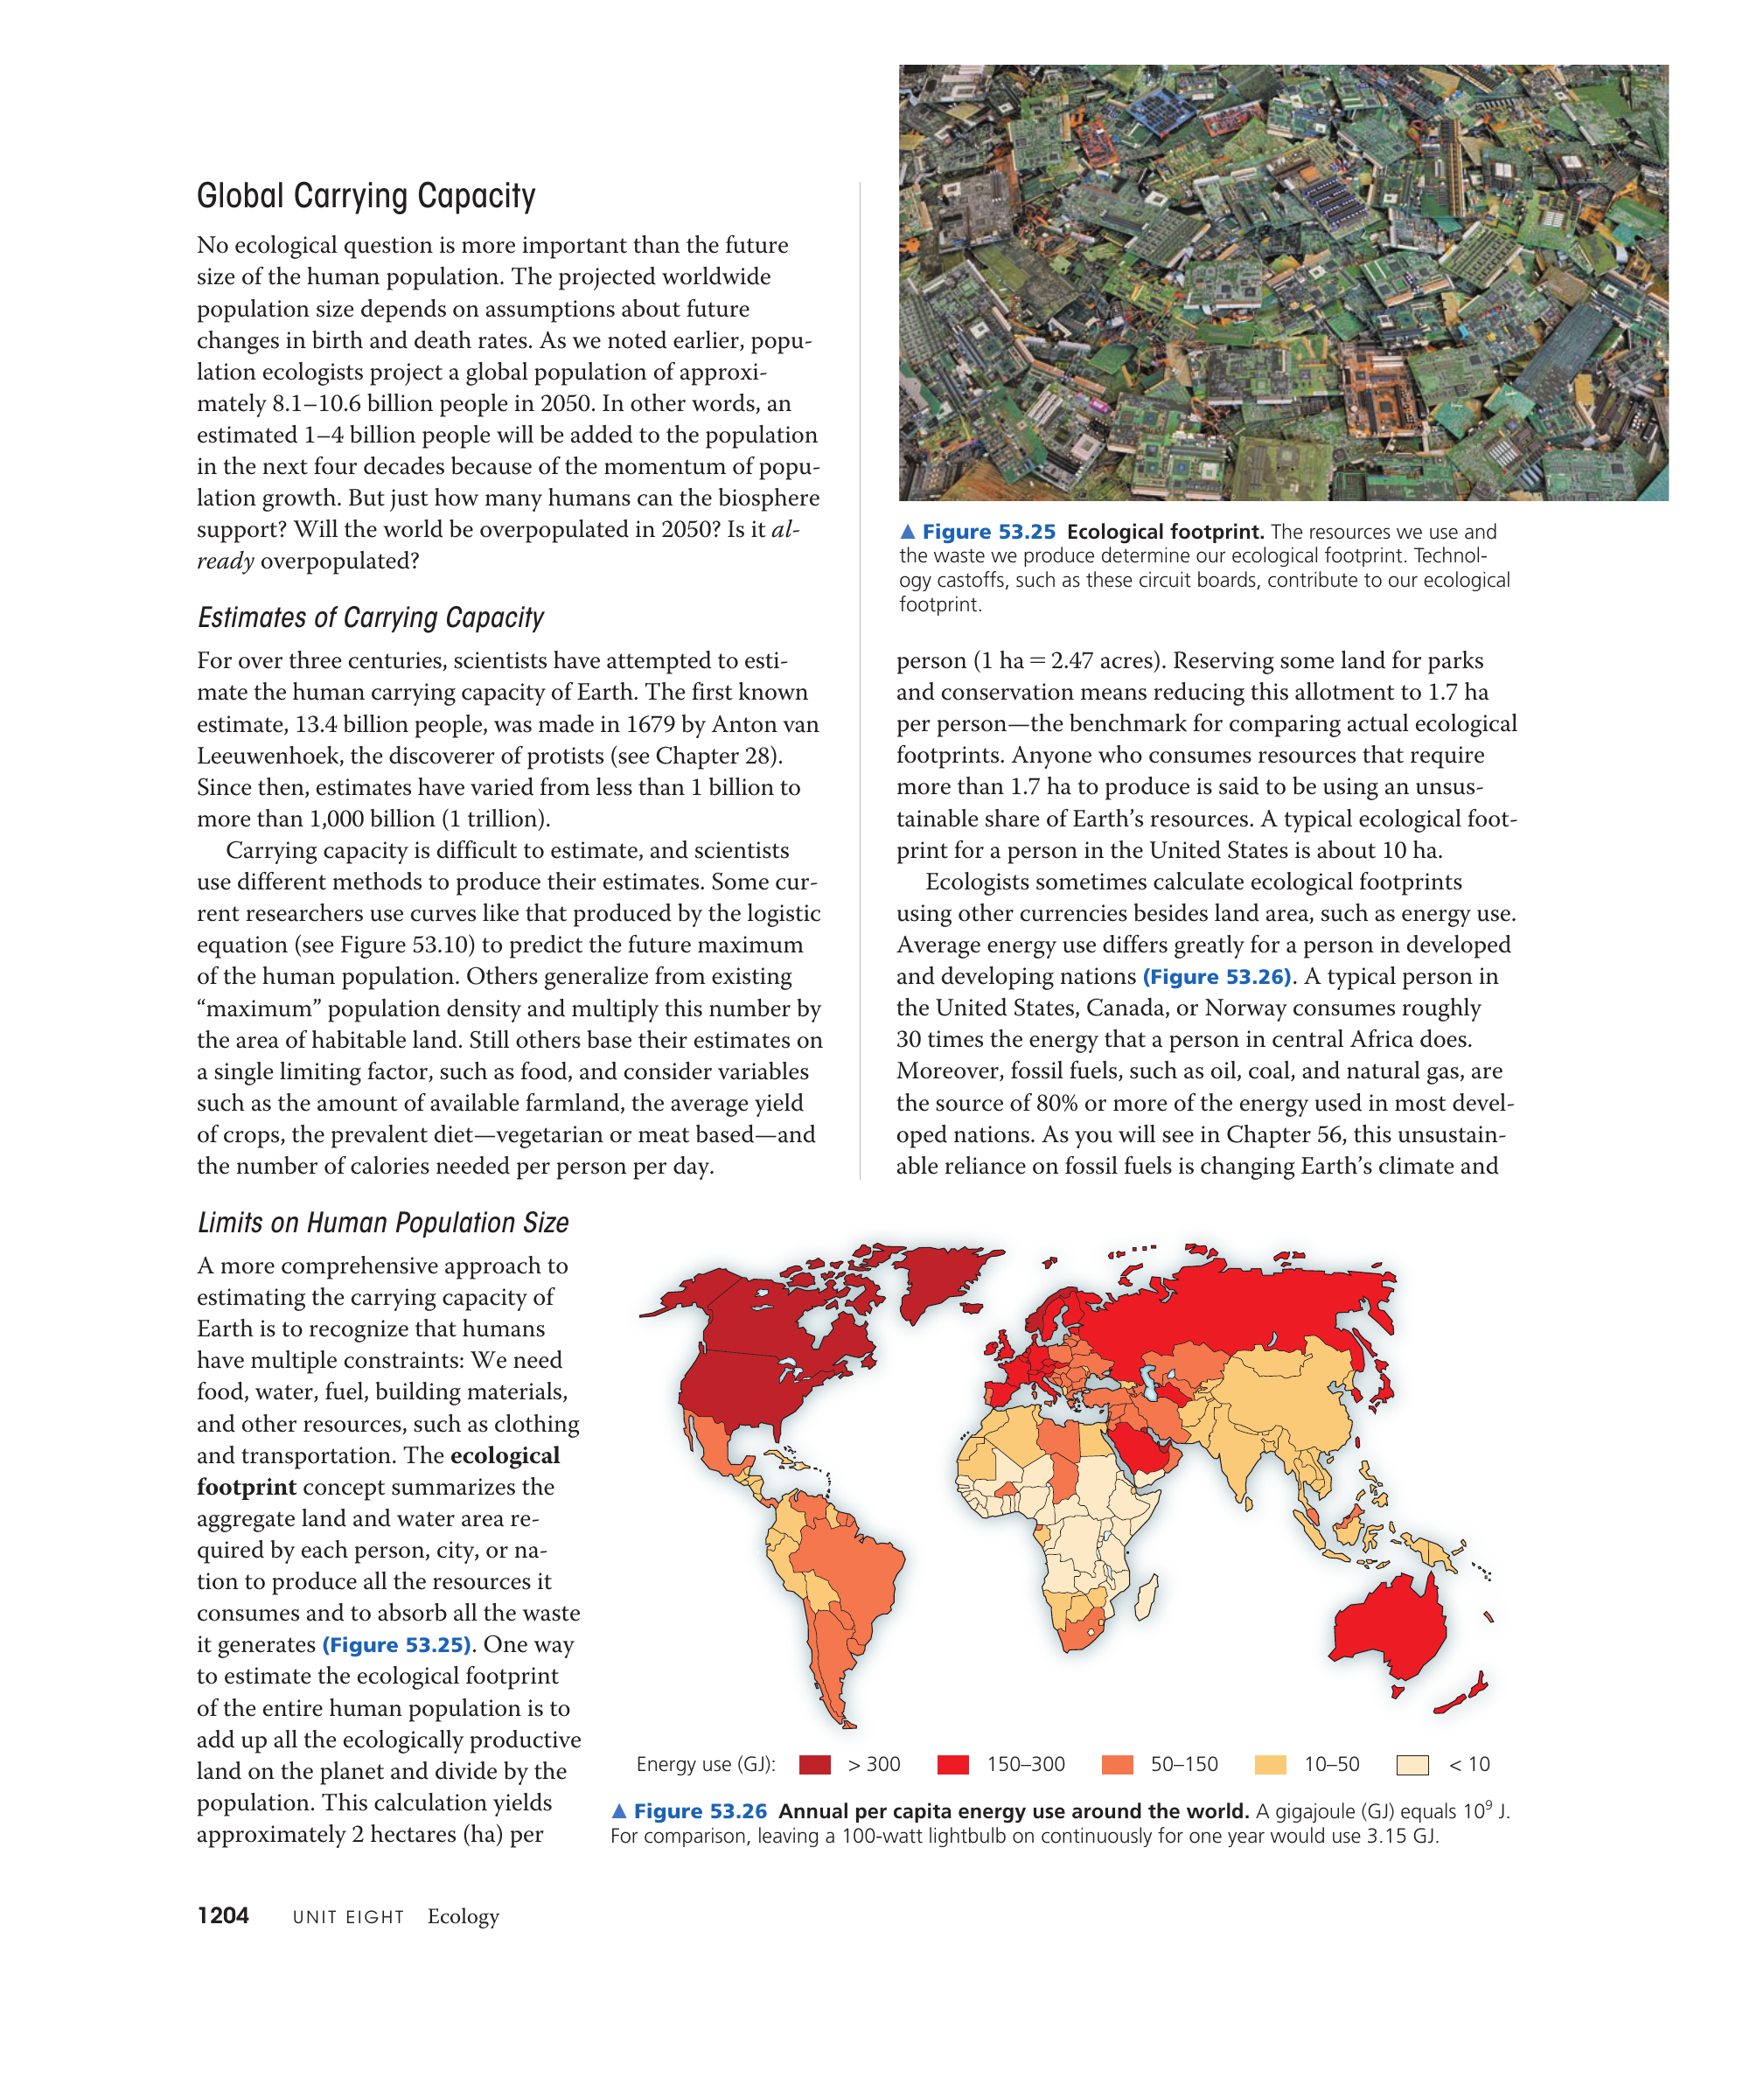 Global Carrying Capacity
No ecological question is more important than the future
size of the human population. The projected worldwide
population size depends on assumptions about future
changes in birth and death rates. As we noted earlier, popu-
lation ecologists project a global population of approxi-
mately 8.1–10.6 billion people in 2050. In other words, an
estimated 1–4 billion people will be added to the population
in the next four decades because of the momentum of popu-
lation growth. But just how many humans can the biosphere
support? Will the world be overpopulated in 2050? Is it al-
ready overpopulated?
Estimates of Carrying Capacity
For over three centuries, scientists have attempted to esti-
mate the human carrying capacity of Earth. The first known
estimate, 13.4 billion people, was made in 1679 by Anton van
Leeuwenhoek, the discoverer of protists (see Chapter 28).
Since then, estimates have varied from less than 1 billion to
more than 1,000 billion (1 trillion).
Carrying capacity is difficult to estimate, and scientists
use different methods to produce their estimates. Some cur-
rent researchers use curves like that produced by the logistic
equation (see Figure 53.10) to predict the future maximum
of the human population. Others generalize from existing
“maximum” population density and multiply this number by
the area of habitable land. Still others base their estimates on
a single limiting factor, such as food, and consider variables
such as the amount of available farmland, the average yield
of crops, the prevalent diet—vegetarian or meat based—and
the number of calories needed per person per day.
Limits on Human Population Size
A more comprehensive approach to
estimating the carrying capacity of
Earth is to recognize that humans
have multiple constraints: We need
food, water, fuel, building materials,
and other resources, such as clothing
and transportation. The ecological
footprint concept summarizes the
aggregate land and water area re-
quired by each person, city, or na-
tion to produce all the resources it
consumes and to absorb all the waste
it generates (Figure 53.25). One way
to estimate the ecological footprint
of the entire human population is to
add up all the ecologically productive
land on the planet and divide by the
population. This calculation yields
approximately 2 hectares (ha) per
▲ Figure 53.25 Ecological footprint. The resources we use and
the waste we produce determine our ecological footprint. Technol-
ogy castoffs, such as these circuit boards, contribute to our ecological
footprint.
person (1 ha = 2.47 acres). Reserving some land for parks
and conservation means reducing this allotment to 1.7 ha
per person—the benchmark for comparing actual ecological
footprints. Anyone who consumes resources that require
more than 1.7 ha to produce is said to be using an unsus-
tainable share of Earth’s resources. A typical ecological foot-
print for a person in the United States is about 10 ha.
Ecologists sometimes calculate ecological footprints
using other currencies besides land area, such as energy use.
Average energy use differs greatly for a person in developed
and developing nations (Figure 53.26). A typical person in
the United States, Canada, or Norway consumes roughly
30 times the energy that a person in central Africa does.
Moreover, fossil fuels, such as oil, coal, and natural gas, are
the source of 80% or more of the energy used in most devel-
oped nations. As you will see in Chapter 56, this unsustain-
able reliance on fossil fuels is changing Earth’s climate and
Energy use (GJ): > 300 150–300 50–150 10–50 < 10
▲ Figure 53.26 Annual per capita energy use around the world. A gigajoule (GJ) equals 10⁹ J.
For comparison, leaving a 100-watt lightbulb on continuously for one year would use 3.15 GJ.
1204 UNIT EIGHT Ecology